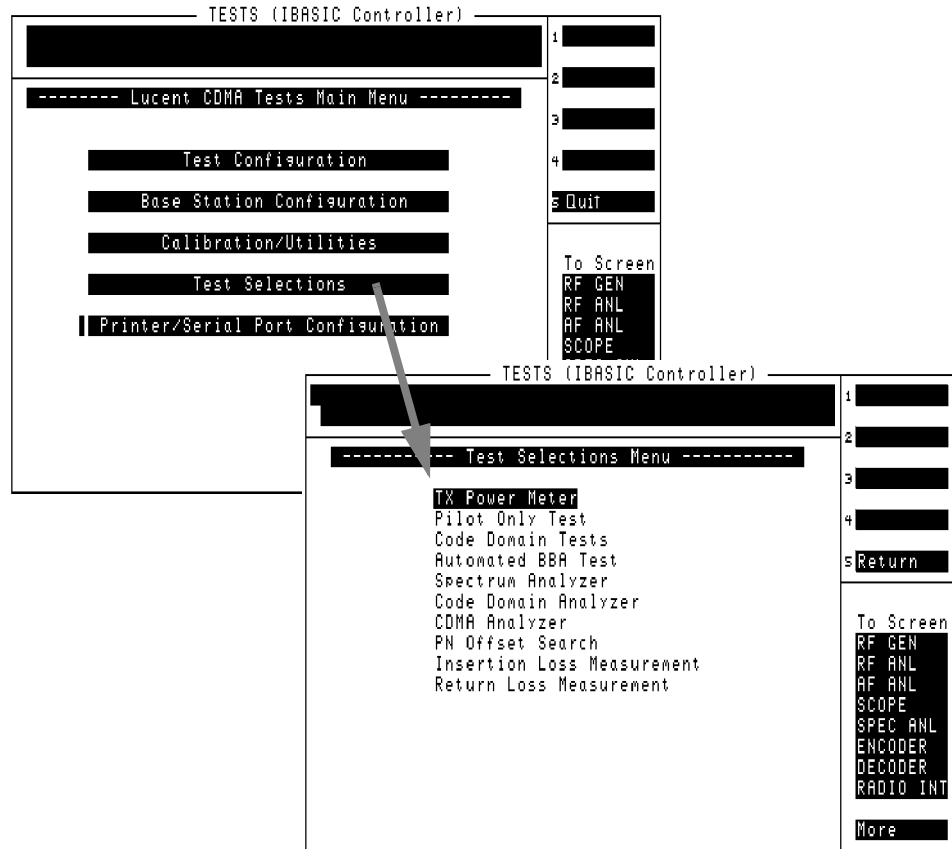 TESTS (IBASIC Controller)
-------- Lucent CDMA Tests Main Menu ---------
Test Configuration
Base Station Configuration
Calibration/Utilities
Test Selections
Printer/Serial Port Configuration
1
2
3
4
5 Quit
To Screen
RF GEN
RF ANL
AF ANL
SCOPE
TESTS (IBASIC Controller)
----------- Test Selections Menu -----------
TX Power Meter
Pilot Only Test
Code Domain Tests
Automated BBA Test
Spectrum Analyzer
Code Domain Analyzer
CDMA Analyzer
PN Offset Search
Insertion Loss Measurement
Return Loss Measurement
1
2
3
4
5 Return
To Screen
RF GEN
RF ANL
AF ANL
SCOPE
SPEC ANL
ENCODER
DECODER
RADIO INT
More